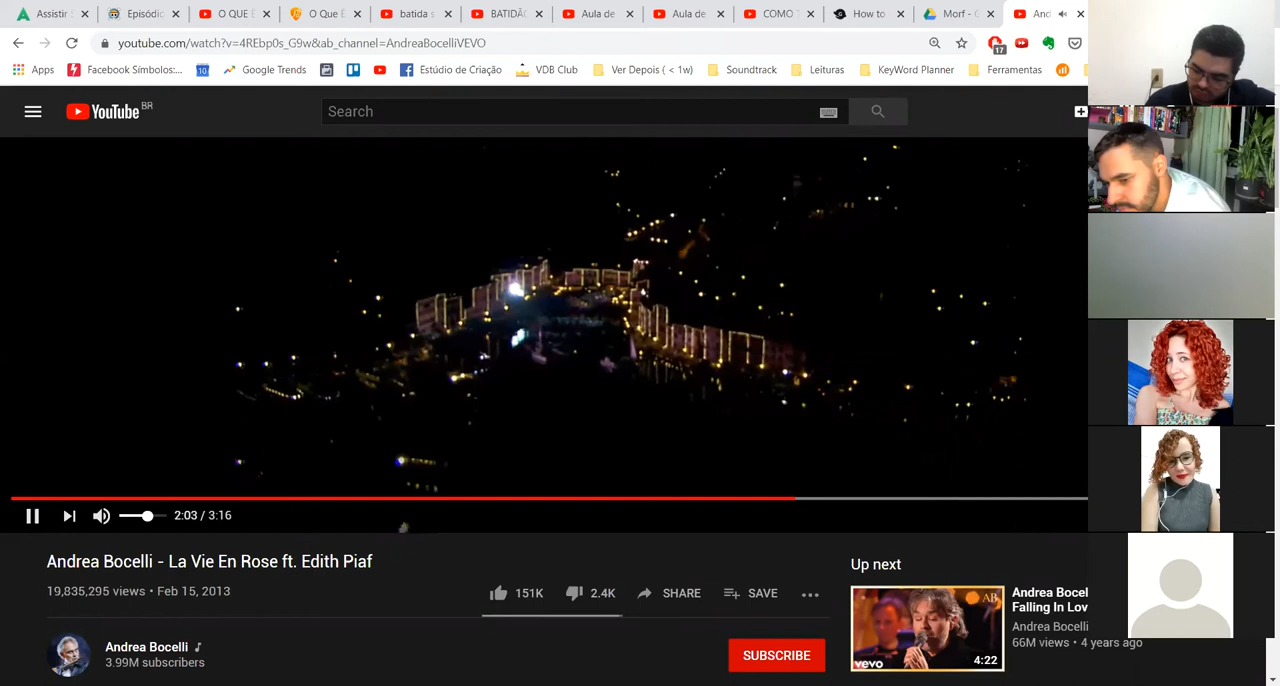 Assistir
Episódi
O QUE É
O Que É
batida s
BATIDÃ
Aula de
Aula de
COMO T
How to
Morf - G
And
youtube.com/watch?v=4REbp0s_G9w&ab_channel=AndreaBocelliVEVO
17
Apps
Facebook Símbolos:...
10
Google Trends
Estúdio de Criação
VDB Club
Ver Depois ( < 1w)
Soundtrack
Leituras
KeyWord Planner
Ferramentas
YouTube BR
Search
2:03 / 3:16
Andrea Bocelli - La Vie En Rose ft. Edith Piaf
19,835,295 views • Feb 15, 2013
151K
2.4K
SHARE
SAVE
Andrea Bocelli
3.99M subscribers
SUBSCRIBE
Up next
AB
vevo
4:22
Andrea Bocel
Falling In Lov
Andrea Bocelli
66M views • 4 years ago